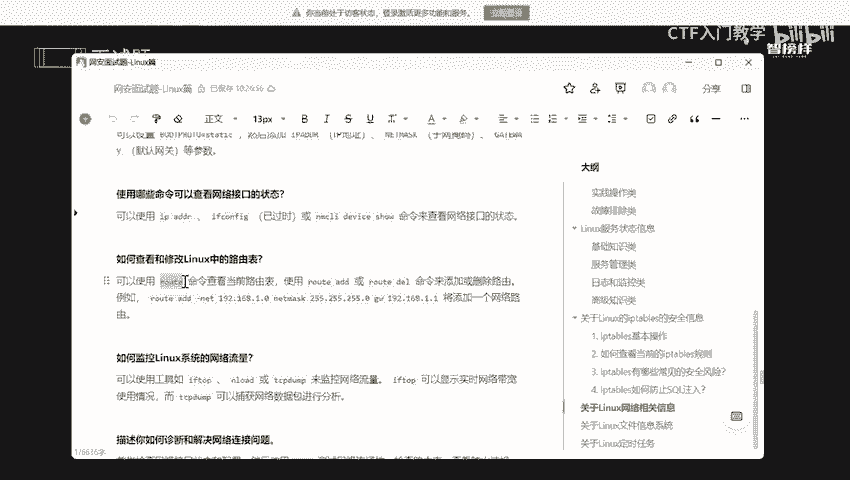 你当前处于访客状态，登录激活更多功能和服务。 立即登录
CTF入门教学 bilibili
智榜样
面试题
网安面试题-Linux篇
网安面试题-Linux篇 已保存 10:24:56 分享
正文 13px B I S U
可以设置 BOOTPROTO=static ，然后添加 IPADDR （IP地址）、 NETMASK （子网掩码）、 GATEWA
Y （默认网关）等参数。
使用哪些命令可以查看网络接口的状态?
可以使用 ip addr 、 ifconfig （已过时）或 nmcli device show 命令来查看网络接口的状态。
如何查看和修改Linux中的路由表?
可以使用 route 命令查看当前路由表，使用 route add 或 route del 命令来添加或删除路由。
例如， route add -net 192.168.1.0 netmask 255.255.255.0 gw 192.168.1.1 将添加一个网络路
由。
如何监控Linux系统的网络流量?
可以使用工具如 iftop 、 nload 或 tcpdump 来监控网络流量。 iftop 可以显示实时网络带宽
使用情况，而 tcpdump 可以捕获网络数据包进行分析。
描述你如何诊断和解决网络连接问题。
大纲
实践操作类
故障排除类
Linux服务状态信息
基础知识类
服务管理类
日志和监控类
高级知识类
关于Linux的iptables的安全信息
1. iptables基本操作
2. 如何查看当前的iptables规则
3. iptables有哪些常见的安全风险?
4. iptables如何防止SQL注入?
关于Linux网络相关信息
关于Linux文件信息系统
关于Linux定时任务
1/6616字